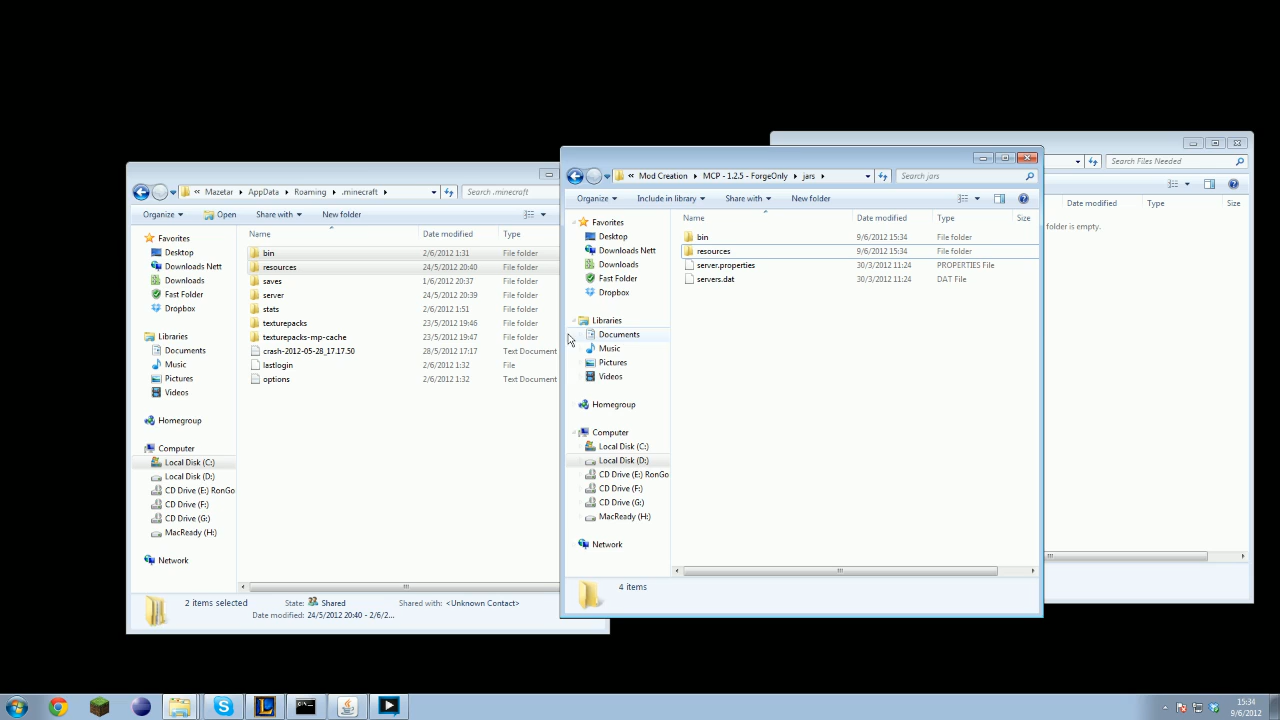 Search Files Needed
Date modified Type Size
folder is empty.
Mod Creation MCP - 1.2.5 - ForgeOnly jars Search jars
Organize Include in library Share with New folder
Favorites
Desktop
Downloads Nett
Downloads
Fast Folder
Dropbox
Libraries
Documents
Music
Pictures
Videos
Homegroup
Computer
Local Disk (C:)
Local Disk (D:)
CD Drive (E:) RonGo
CD Drive (F:)
CD Drive (G:)
MacReady (H:)
Network
Name Date modified Type Size
bin 9/6/2012 15:34 File folder
resources 9/6/2012 15:34 File folder
server.properties 30/3/2012 11:24 PROPERTIES File
servers.dat 30/3/2012 11:24 DAT File
4 items
Mazetar AppData Roaming .minecraft Search .minecraft
Organize Open Share with New folder
Favorites
Desktop
Downloads Nett
Downloads
Fast Folder
Dropbox
Libraries
Documents
Music
Pictures
Videos
Homegroup
Computer
Local Disk (C:)
Local Disk (D:)
CD Drive (E:) RonGo
CD Drive (F:)
CD Drive (G:)
MacReady (H:)
Network
Name Date modified Type
bin 2/6/2012 1:31 File folder
resources 24/5/2012 20:40 File folder
saves 1/6/2012 20:37 File folder
server 24/5/2012 20:39 File folder
stats 2/6/2012 1:51 File folder
texturepacks 23/5/2012 19:46 File folder
texturepacks-mp-cache 23/5/2012 19:47 File folder
crash-2012-05-28_17.17.50 28/5/2012 17:17 Text Document
lastlogin 2/6/2012 1:32 File
options 2/6/2012 1:32 Text Document
2 items selected State: Shared Shared with: <Unknown Contact>
Date modified: 24/5/2012 20:40 - 2/6/2...
15:34
9/6/2012